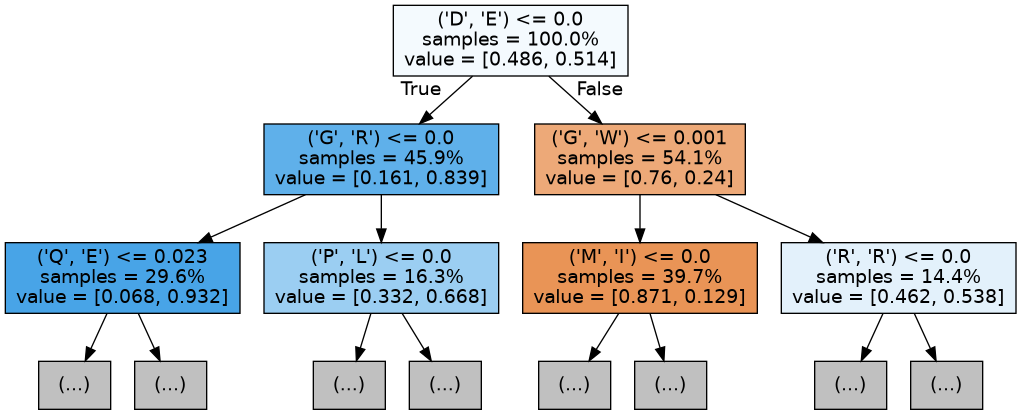 ('D', 'E') <= 0.0
samples = 100.0%
value = [0.486, 0.514]
True
False
('G', 'R') <= 0.0
samples = 45.9%
value = [0.161, 0.839]
('G', 'W') <= 0.001
samples = 54.1%
value = [0.76, 0.24]
('Q', 'E') <= 0.023
samples = 29.6%
value = [0.068, 0.932]
('P', 'L') <= 0.0
samples = 16.3%
value = [0.332, 0.668]
('M', 'I') <= 0.0
samples = 39.7%
value = [0.871, 0.129]
('R', 'R') <= 0.0
samples = 14.4%
value = [0.462, 0.538]
(...)
(...)
(...)
(...)
(...)
(...)
(...)
(...)